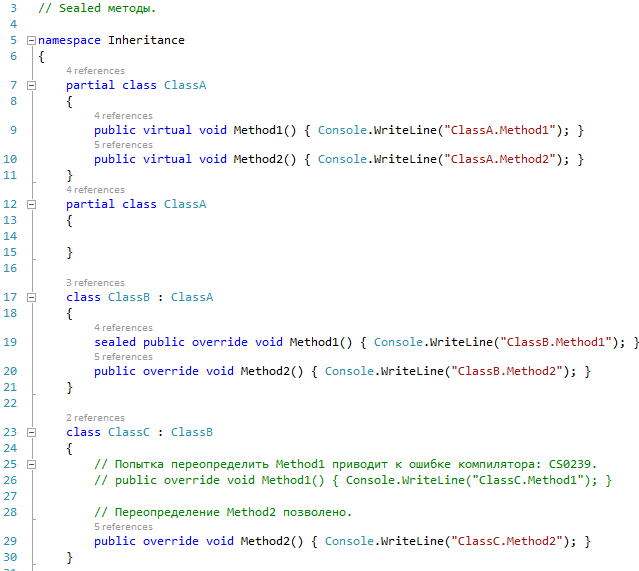 3 // Sealed методы.
4
5 namespace Inheritance
6 {
4 references
7 partial class ClassA
8 {
4 references
9 public virtual void Method1() { Console.WriteLine("ClassA.Method1"); }
5 references
10 public virtual void Method2() { Console.WriteLine("ClassA.Method2"); }
11 }
4 references
12 partial class ClassA
13 {
14
15 }
16
3 references
17 class ClassB : ClassA
18 {
4 references
19 sealed public override void Method1() { Console.WriteLine("ClassB.Method1"); }
5 references
20 public override void Method2() { Console.WriteLine("ClassB.Method2"); }
21 }
22
2 references
23 class ClassC : ClassB
24 {
25 // Попытка переопределить Method1 приводит к ошибке компилятора: CS0239.
26 // public override void Method1() { Console.WriteLine("ClassC.Method1"); }
27
28 // Переопределение Method2 позволено.
5 references
29 public override void Method2() { Console.WriteLine("ClassC.Method2"); }
30 }